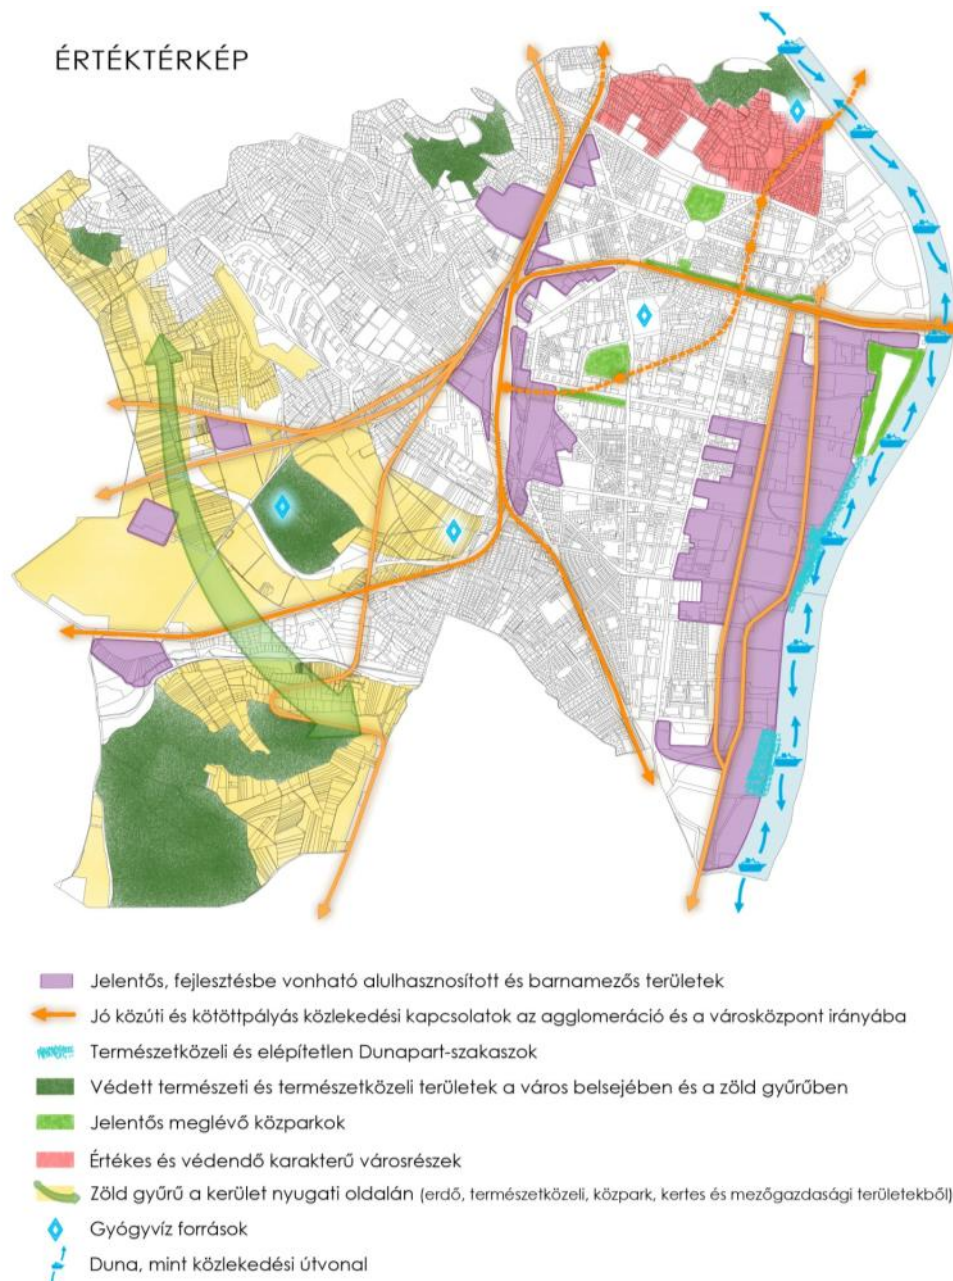 ÉRTÉKTÉRKÉP
Jelentős, fejlesztésbe vonható alulhasznosított és barnamezős területek
Jó közúti és kötöttpályás közlekedési kapcsolatok az agglomeráció és a városközpont irányába
Természetközeli és elépítetlen Dunapart-szakaszok
Védett természeti és természetközeli területek a város belsejében és a zöld gyűrűben
Jelentős meglévő közparkok
Értékes és védendő karakterű városrészek
Zöld gyűrű a kerület nyugati oldalán (erdő, természetközeli, közpark, kertes és mezőgazdasági területekből)
Gyógyvíz források
Duna, mint közlekedési útvonal